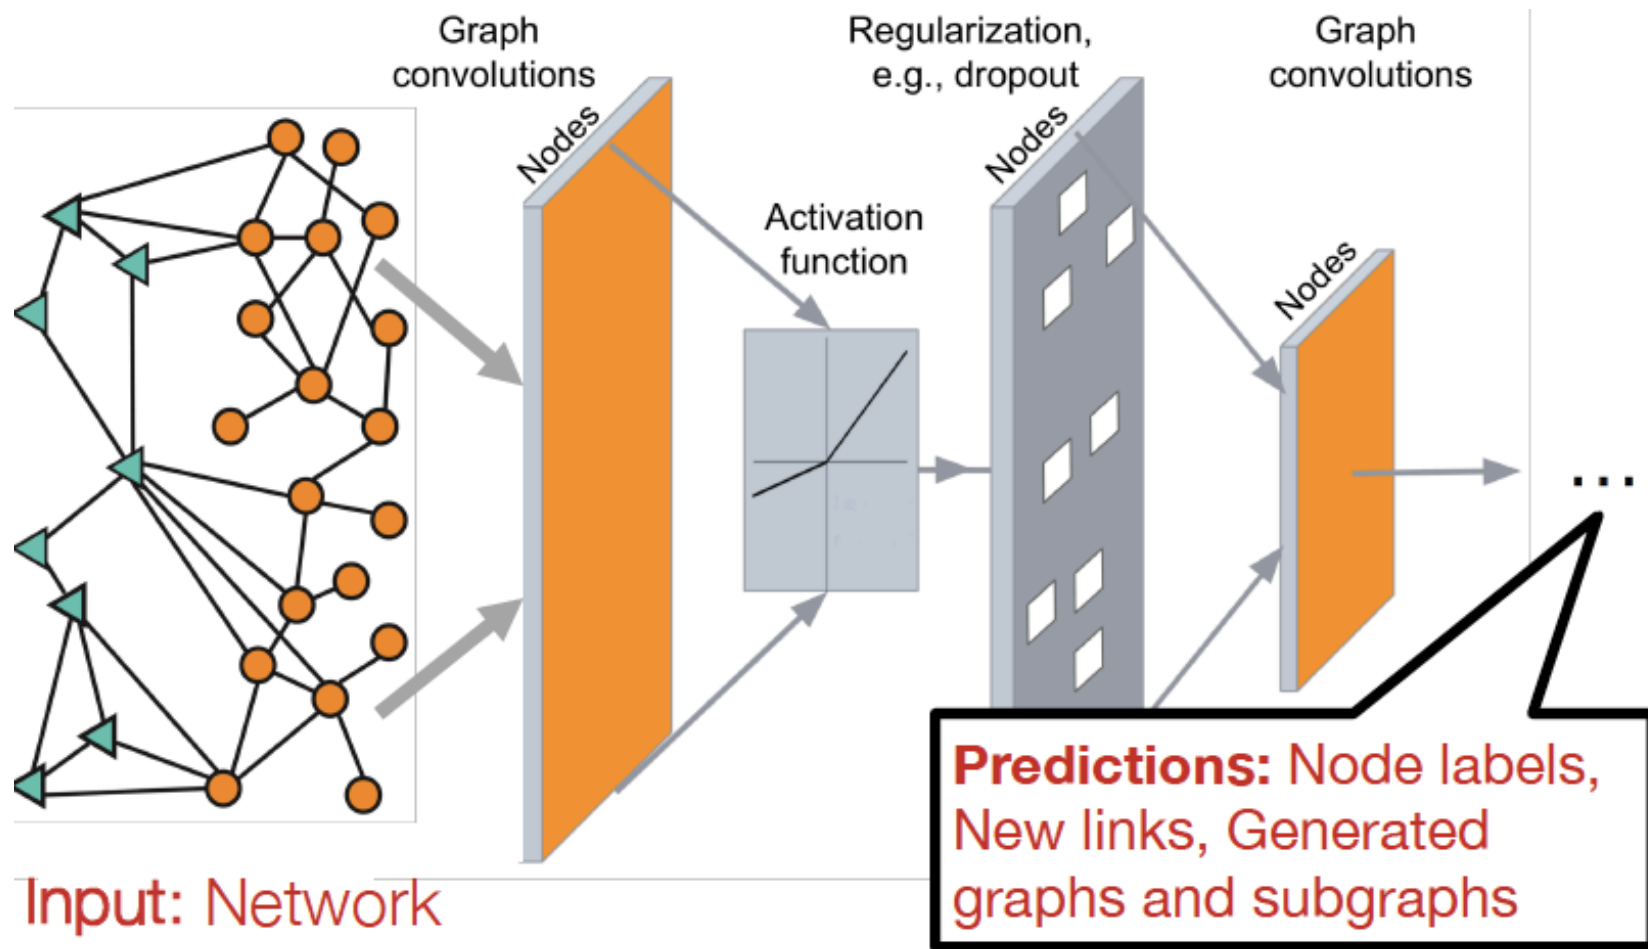 Graph
convolutions
Regularization,
e.g., dropout
Graph
convolutions
Nodes
Nodes
Activation
function
Nodes
...
Predictions: Node labels,
New links, Generated
graphs and subgraphs
Input: Network